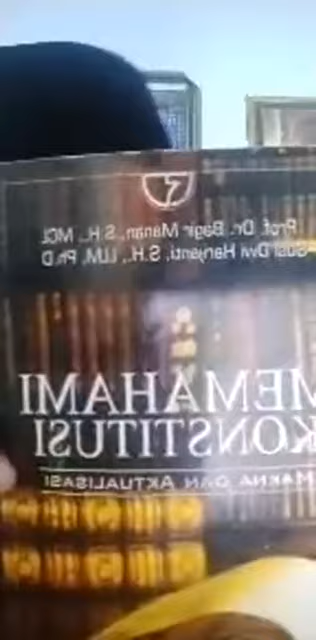 Prof. Dr. Bagir Manan, S.H., MCL
Susi Dwi Harijanti, S.H., LLM., Ph.D
MEMAHAMI
KONSTITUSI
MAKNA DAN AKTUALISASI